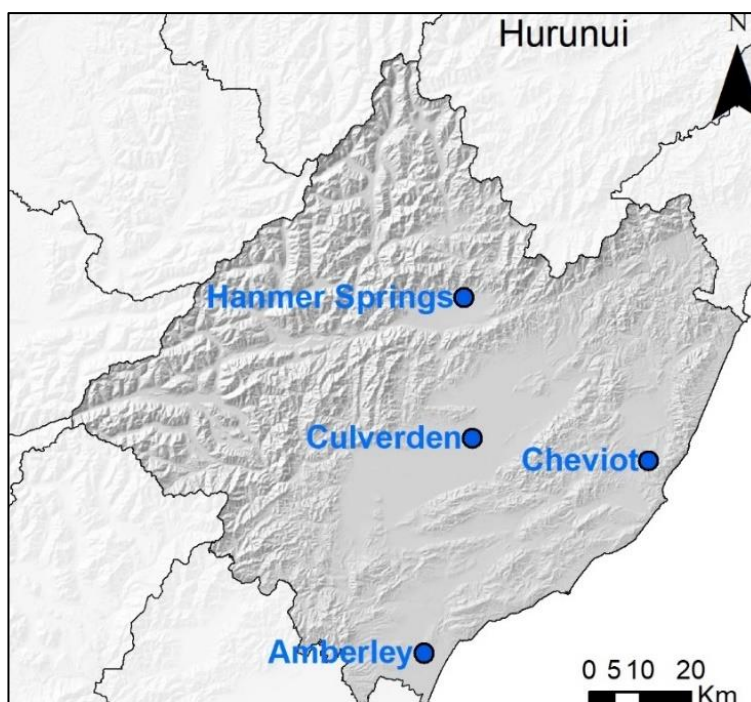 Hurunui
N
Hanmer Springs
Culverden
Cheviot
Amberley
0 5 10 20
Km